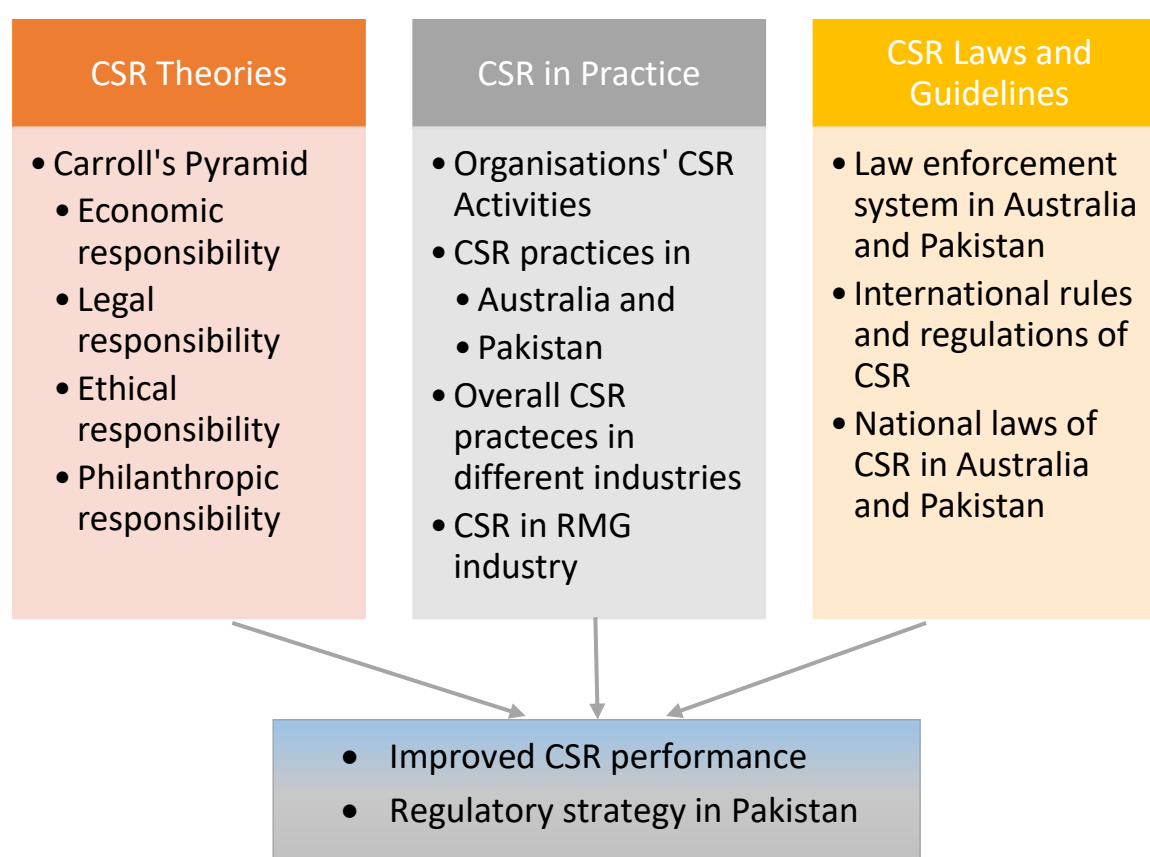 CSR Theories
• Carroll's Pyramid
• Economic
responsibility
• Legal
responsibility
• Ethical
responsibility
• Philanthropic
responsibility
CSR in Practice
• Organisations' CSR
Activities
• CSR practices in
• Australia and
• Pakistan
• Overall CSR
practeces in
different industries
• CSR in RMG
industry
CSR Laws and
Guidelines
• Law enforcement
system in Australia
and Pakistan
• International rules
and regulations of
CSR
• National laws of
CSR in Australia
and Pakistan
• Improved CSR performance
• Regulatory strategy in Pakistan